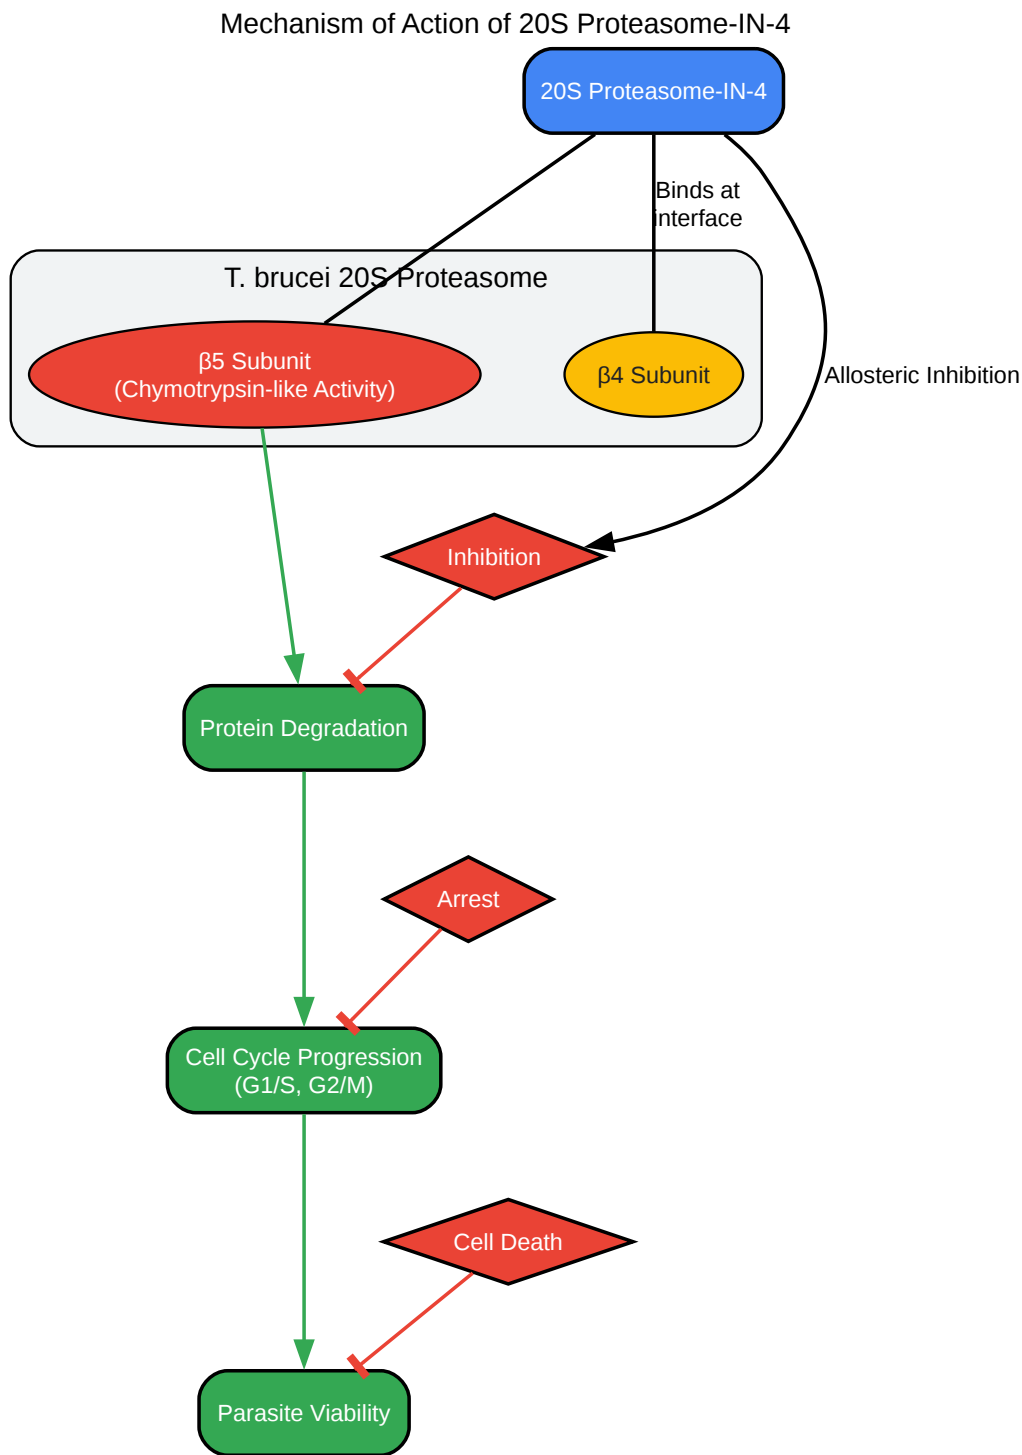 Mechanism of Action of 20S Proteasome-IN-4
20S Proteasome-IN-4
Binds at
interface
T. brucei 20S Proteasome
β5 Subunit
(Chymotrypsin-like Activity)
β4 Subunit
Allosteric Inhibition
Inhibition
Protein Degradation
Arrest
Cell Cycle Progression
(G1/S, G2/M)
Cell Death
Parasite Viability